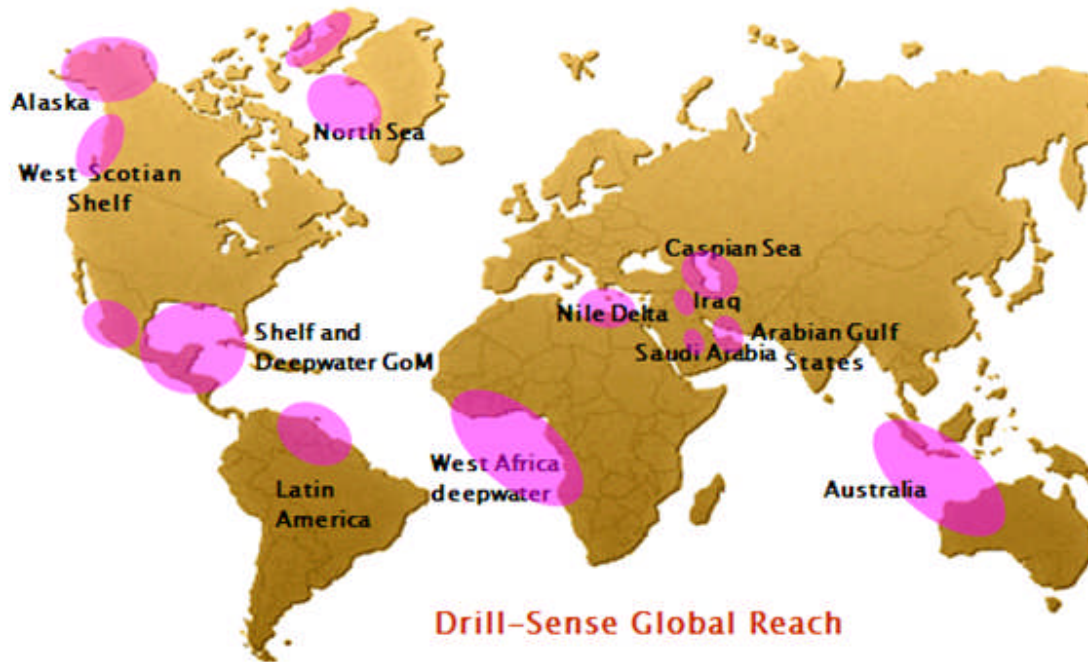 Alaska
North Sea
West Scotian
Shelf
Caspian Sea
Iraq
Nile Delta
Shelf and
Deepwater GoM
Arabian Gulf
States
Saudi Arabia
West Africa
deepwater
Latin
America
Australia
Drill-Sense Global Reach